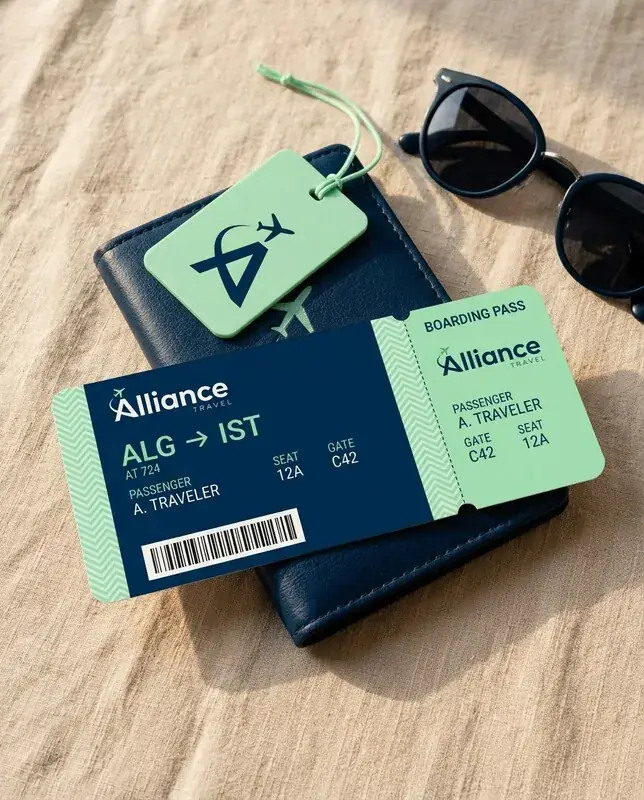 Alliance
TRAVEL
ALG → IST
AT 724
PASSENGER
A. TRAVELER
SEAT
12A
GATE
C42
BOARDING PASS
Alliance
TRAVEL
PASSENGER
A. TRAVELER
GATE
C42
SEAT
12A